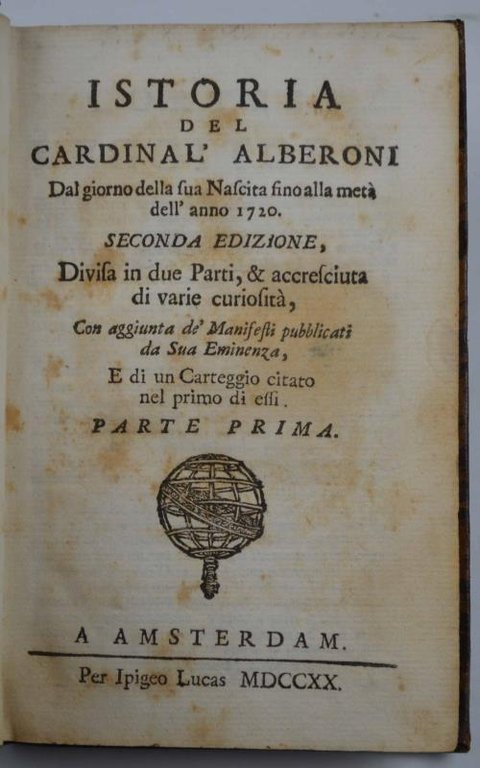 ISTORIA
DEL
CARDINAL' ALBERONI
Dal giorno della ſua Naſcita fino alla metà
dell' anno 1720.
SECONDA EDIZIONE,
Diviſa in due Parti, & accreſciuta
di varie curioſità,
Con aggiunta de' Manifeſti pubblicati
da Sua Eminenza,
E di un Carteggio citato
nel primo di eſſi.
PARTE PRIMA.
A AMSTERDAM.
Per Ipigeo Lucas MDCCXX.